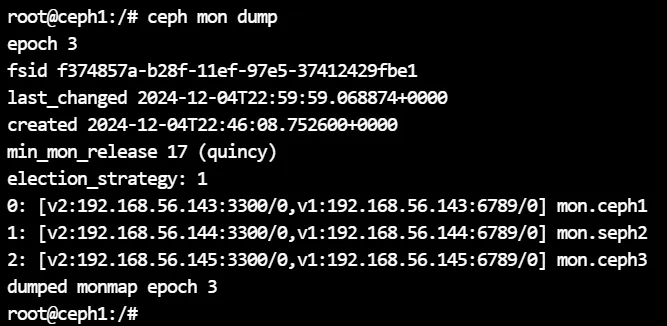 root@ceph1:/# ceph mon dump
epoch 3
fsid f374857a-b28f-11ef-97e5-37412429fbe1
last_changed 2024-12-04T22:59:59.068874+0000
created 2024-12-04T22:46:08.752600+0000
min_mon_release 17 (quincy)
election_strategy: 1
0: [v2:192.168.56.143:3300/0,v1:192.168.56.143:6789/0] mon.ceph1
1: [v2:192.168.56.144:3300/0,v1:192.168.56.144:6789/0] mon.seph2
2: [v2:192.168.56.145:3300/0,v1:192.168.56.145:6789/0] mon.ceph3
dumped monmap epoch 3
root@ceph1:/#